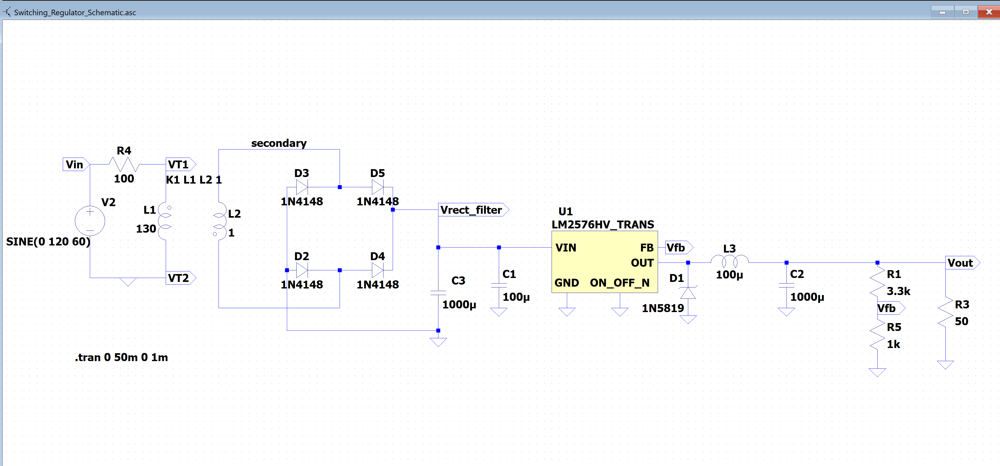 Switching_Regulator_Schematic.asc
secondary
R4
Vin
VT1
100
K1 L1 L2 1
D3
D5
1N4148
1N4148
V2
L1
130
L2
1
SINE(0 120 60)
VT2
Vrect_filter
D2
D4
1N4148
1N4148
C3
1000µ
C1
100µ
U1
LM2576HV_TRANS
VIN
FB
OUT
GND
ON_OFF_N
Vfb
D1
1N5819
L3
100µ
C2
1000µ
R1
3.3k
Vfb
R5
1k
Vout
R3
50
.tran 0 50m 0 1m